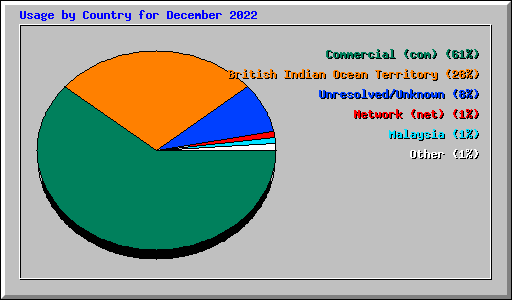 Usage by Country for December 2022
Commercial (com) (61%)
British Indian Ocean Territory (28%)
Unresolved/Unknown (8%)
Network (net) (1%)
Malaysia (1%)
Other (1%)